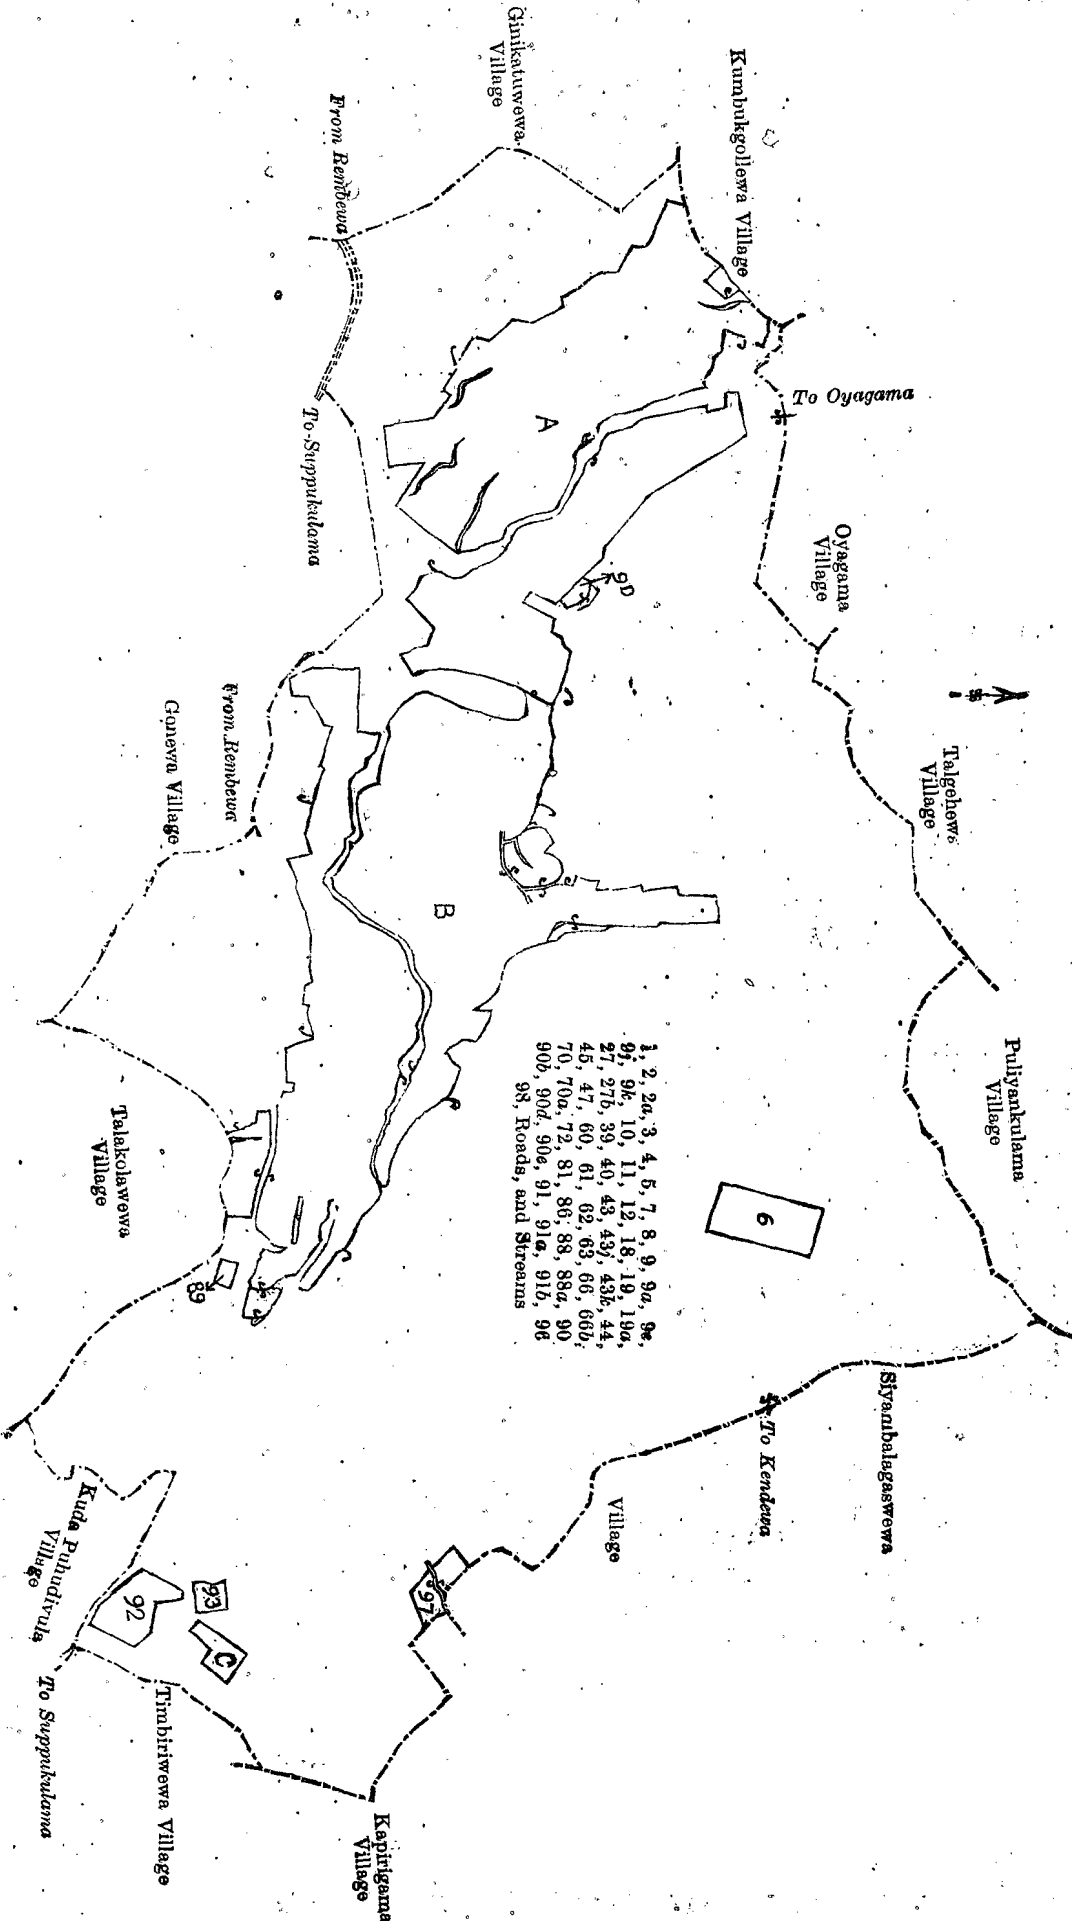 Ginikatuwewa
Village
Kumbukgollewa Village
From Rembewa
To Suppukulama
To Oyagama
A
9D
Oyagama
Village
Talgehewa
Village
From Rembewa
Gonewa Village
B
Puliyankulama
Village
1, 2, 2a, 3, 4, 5, 7, 8, 9, 9a, 9e,
9j, 9k, 10, 11, 12, 18, 19, 19a,
27, 27b, 39, 40, 43, 43j, 43k, 44,
45, 47, 60, 61, 62, 63, 66, 66b,
70, 70a, 72, 81, 86, 88, 88a, 90
90b, 90d, 90e, 91, 91a, 91b, 96
98, Roads, and Streams
6
Talakolawewa
Village
89
Siyambalagaswewa
Village
To Kendewa
Kuda Puhudivula
Village
92
93
C
97
To Suppukulama
Timbiriwewa Village
Kapirigama
Village